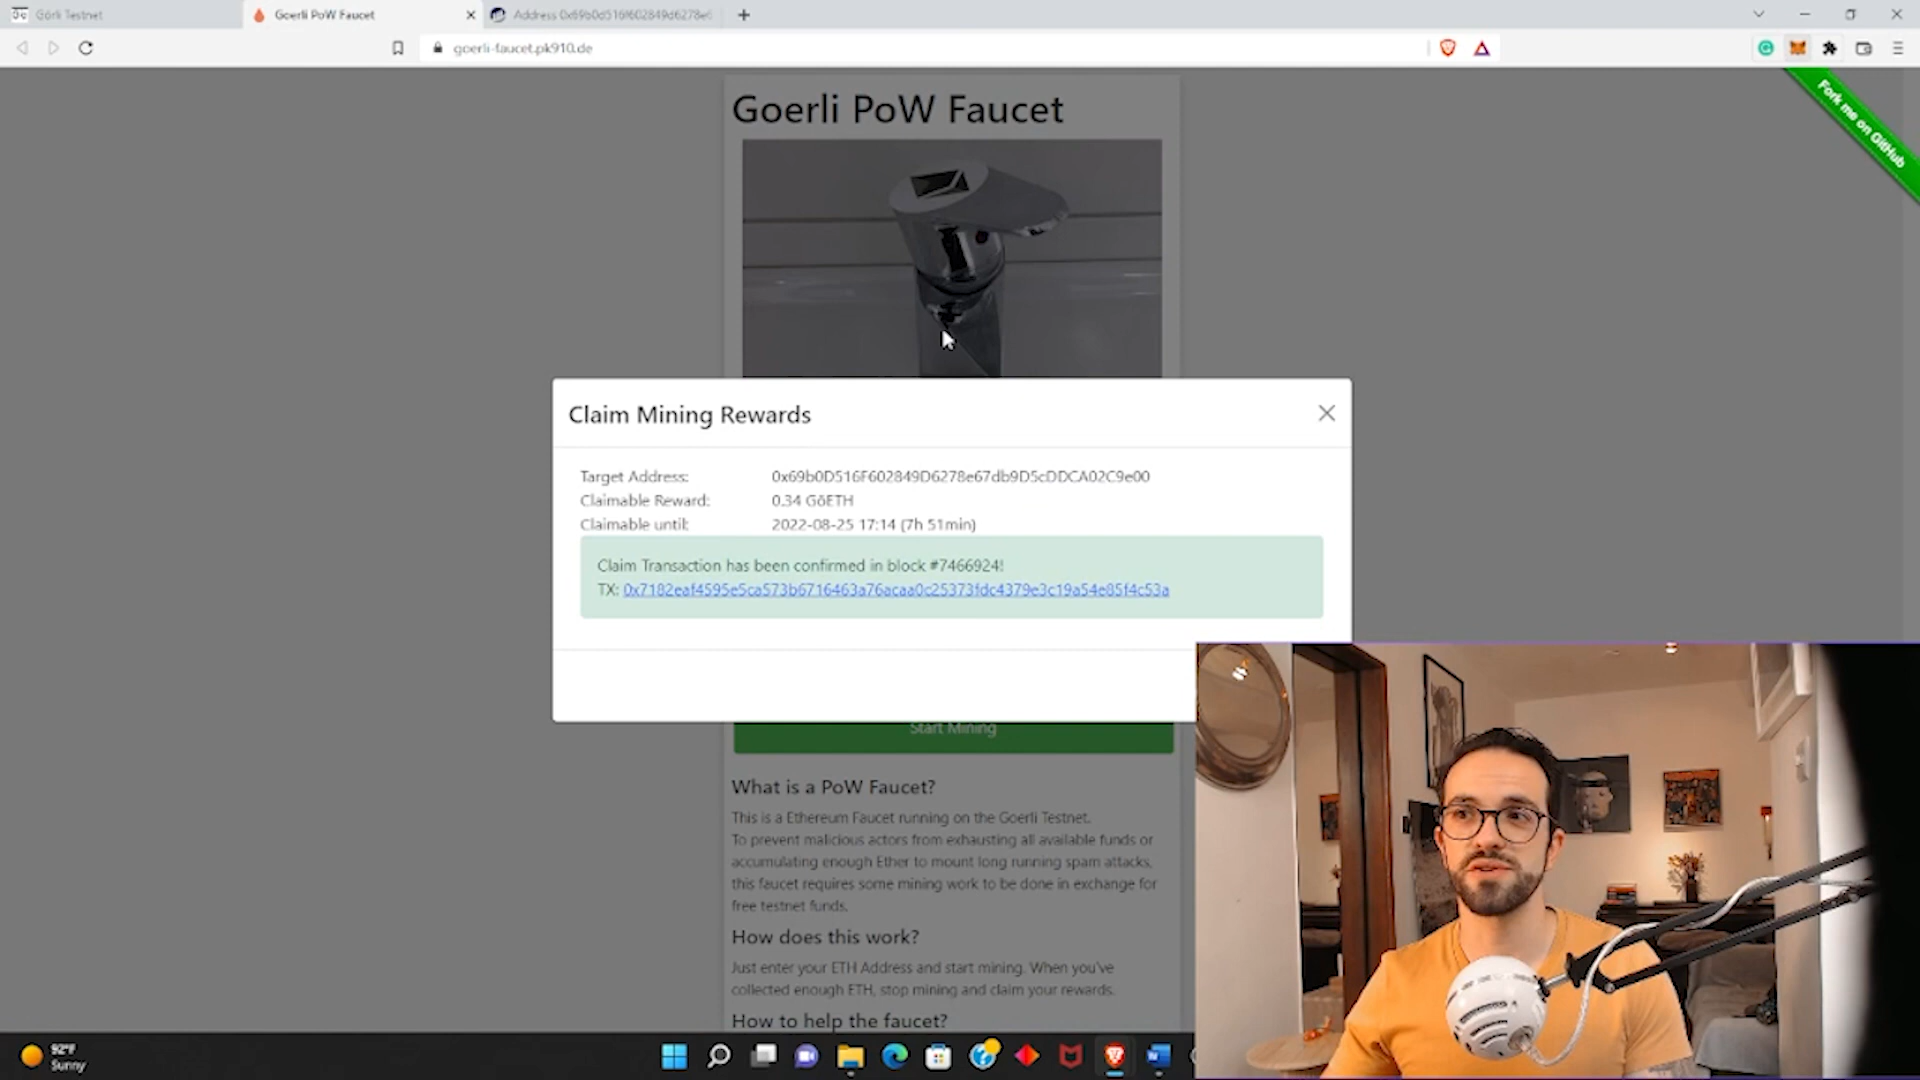 Görli Testnet
Goerli PoW Faucet
Address 0x69b0d516f602849d6278e6
goerli-faucet.pk910.de
Fork me on GitHub
Goerli PoW Faucet
Claim Mining Rewards
Target Address: 0x69b0D516F602849D6278e67db9D5cDDCA02C9e00
Claimable Reward: 0.34 GöETH
Claimable until: 2022-08-25 17:14 (7h 51min)
Claim Transaction has been confirmed in block #7466924!
TX: 0x7182eaf4595e5ca573b6716463a76acaa0c25373fdc4379e3c19a54e85f4c53a
Start Mining
What is a PoW Faucet?
This is a Ethereum Faucet running on the Goerli Testnet.
To prevent malicious actors from exhausting all available funds or
accumulating enough Ether to mount long running spam attacks,
this faucet requires some mining work to be done in exchange for
free testnet funds.
How does this work?
Just enter your ETH Address and start mining. When you've
collected enough ETH, stop mining and claim your rewards.
How to help the faucet?
92°F
Sunny